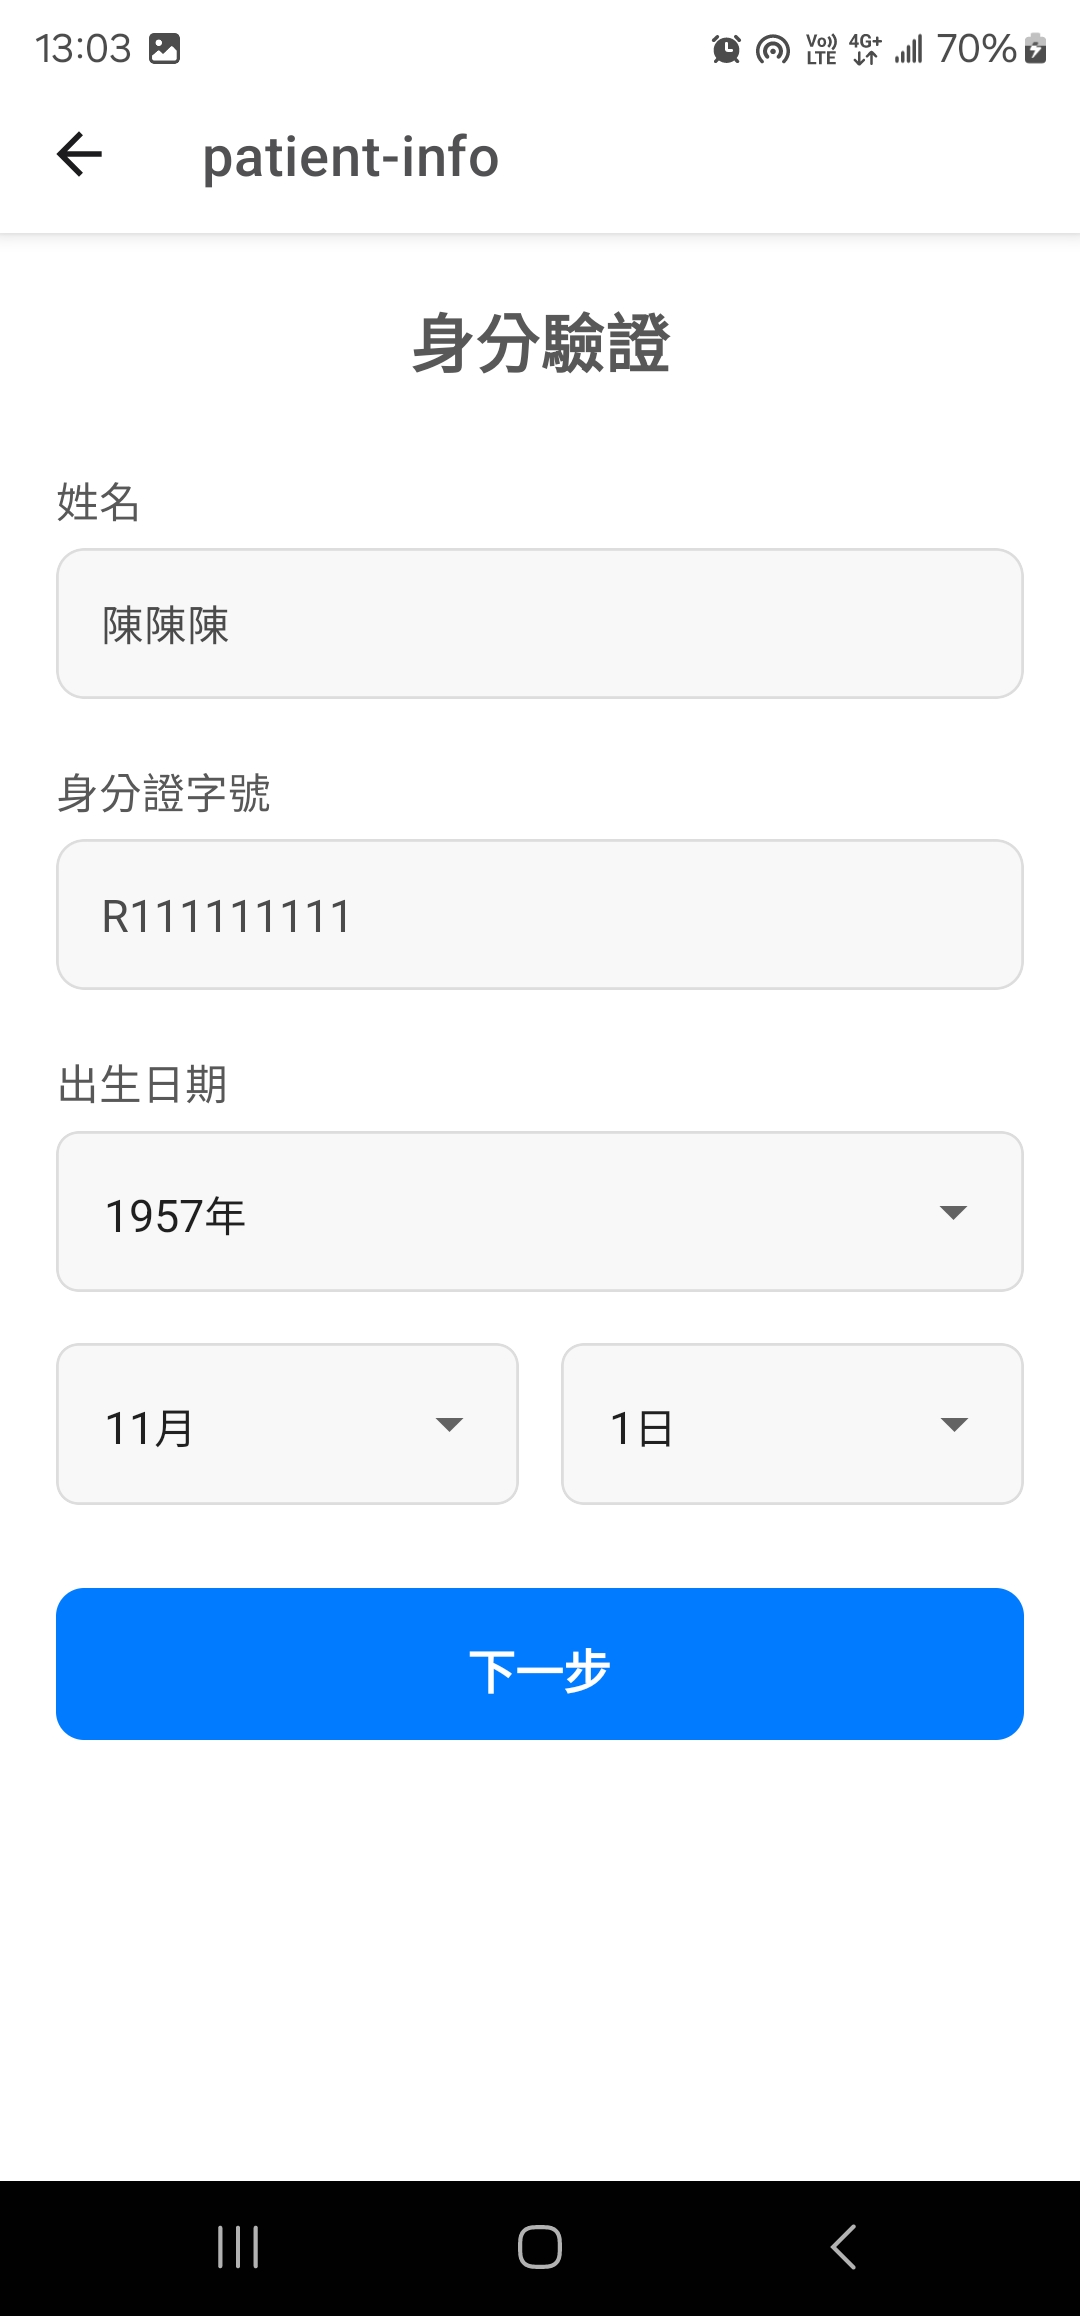 13:03 Vo)) LTE 4G+ 70%
patient-info
身分驗證
姓名
陳陳陳
身分證字號
R111111111
出生日期
1957年
11月 1日
下一步